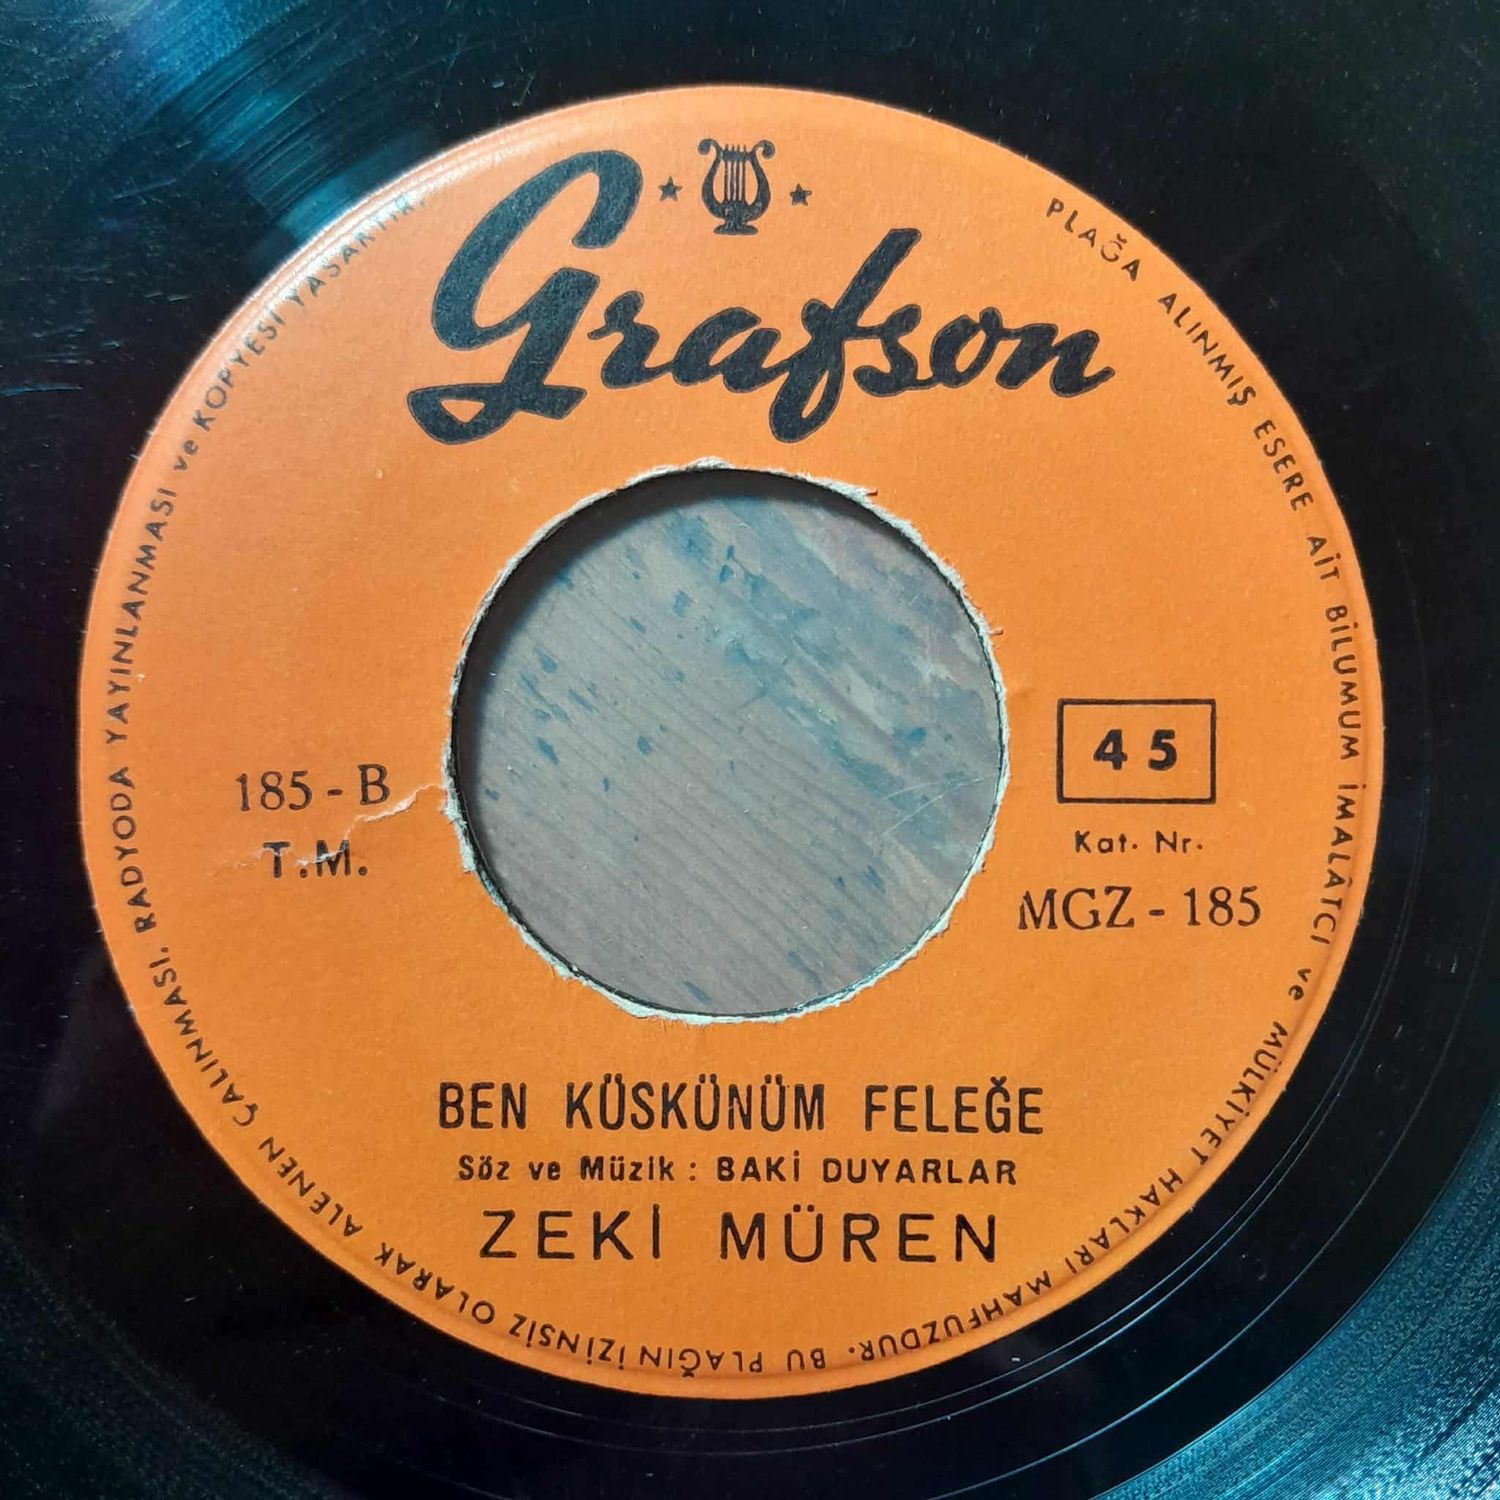 Grafson
PLAĞA ALINMIŞ ESERE AİT BİLUMUM İMALÂTCI ve MÜLKİYET HAKLARI MAHFUZDUR. BU PLAĞIN İZİNSİZ OLARAK ALENEN ÇALINMASI, RADYODA YAYINLANMASI ve KOPYESİ YASAKTIR.
185 - B
T.M.
45
Kat. Nr.
MGZ - 185
BEN KÜSKÜNÜM FELEĞE
Söz ve Müzik : BAKİ DUYARLAR
ZEKİ MÜREN